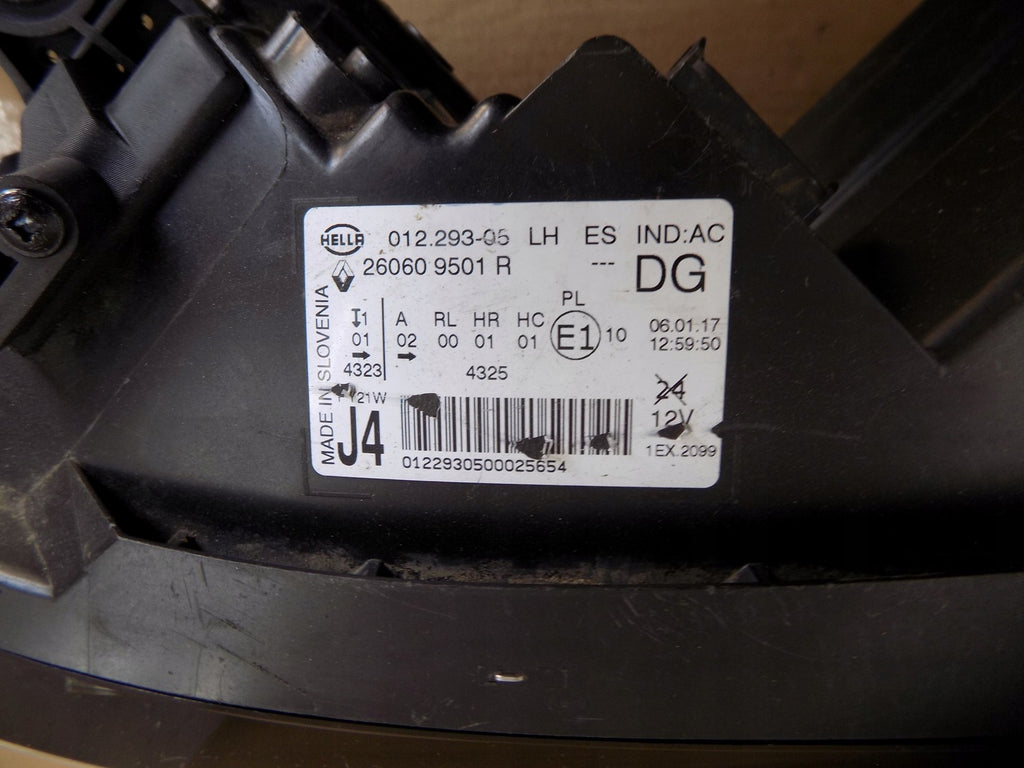 HELLA 012.293-05 LH ES IND:AC
26060 9501 R --- DG
MADE IN SLOVENIA
PL
1 A RL HR HC E1 10 06.01.17
01 02 00 01 01 12:59:50
4323 4325
24
Y21W
12V
J4
1EX.2099
0122930500025654